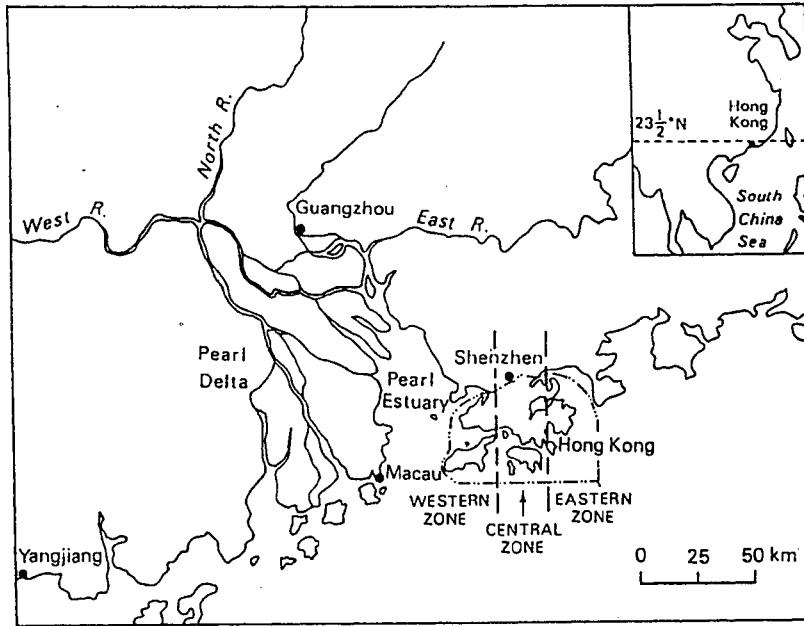 North R.
West R.
Guangzhou
East R.
23½°N
Hong
Kong
South
China
Sea
Pearl
Delta
Pearl
Estuary
Shenzhen
Hong Kong
Macau
WESTERN
ZONE
CENTRAL
ZONE
EASTERN
ZONE
Yangjiang
0 25 50 km